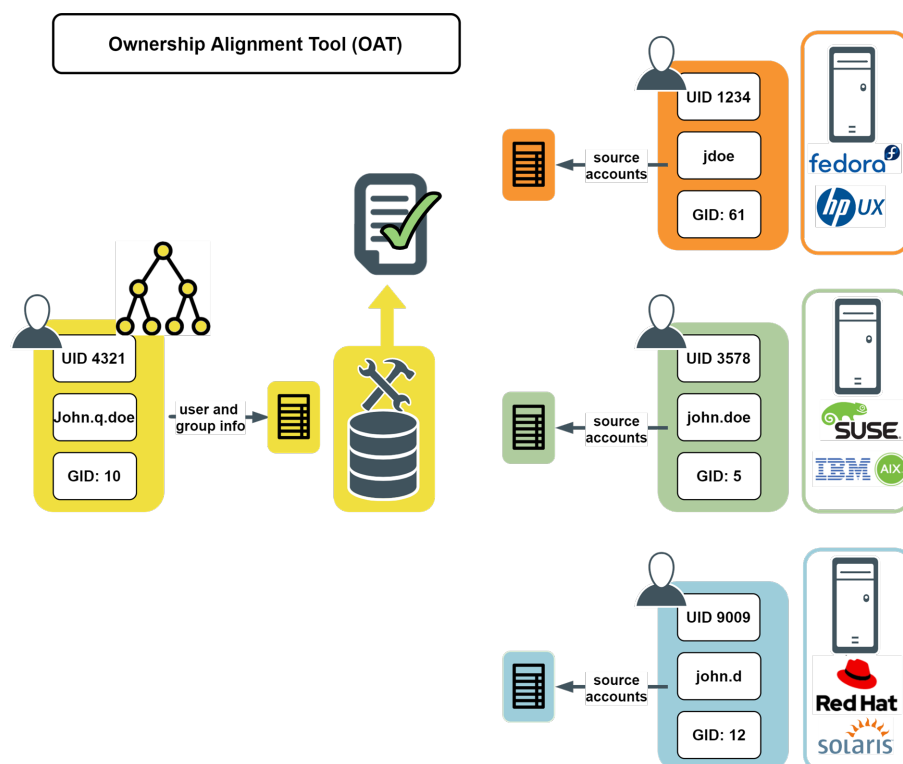 Ownership Alignment Tool (OAT)
UID 1234
jdoe
GID: 61
source
accounts
fedora
hp UX
UID 4321
John.q.doe
GID: 10
user and
group info
UID 3578
john.doe
GID: 5
source
accounts
SUSE
IBM AIX
UID 9009
john.d
GID: 12
source
accounts
Red Hat
SOLARIS